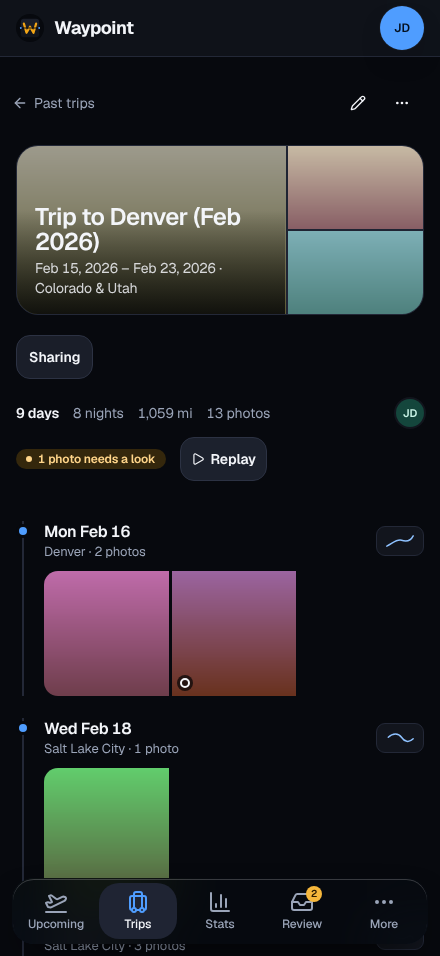 Waypoint
JD
Past trips
Trip to Denver (Feb
2026)
Feb 15, 2026 – Feb 23, 2026 ·
Colorado & Utah
Sharing
9 days 8 nights 1,059 mi 13 photos JD
1 photo needs a look Replay
Mon Feb 16
Denver · 2 photos
Wed Feb 18
Salt Lake City · 1 photo
2
Upcoming Trips Stats Review More
Salt Lake City · 3 photos